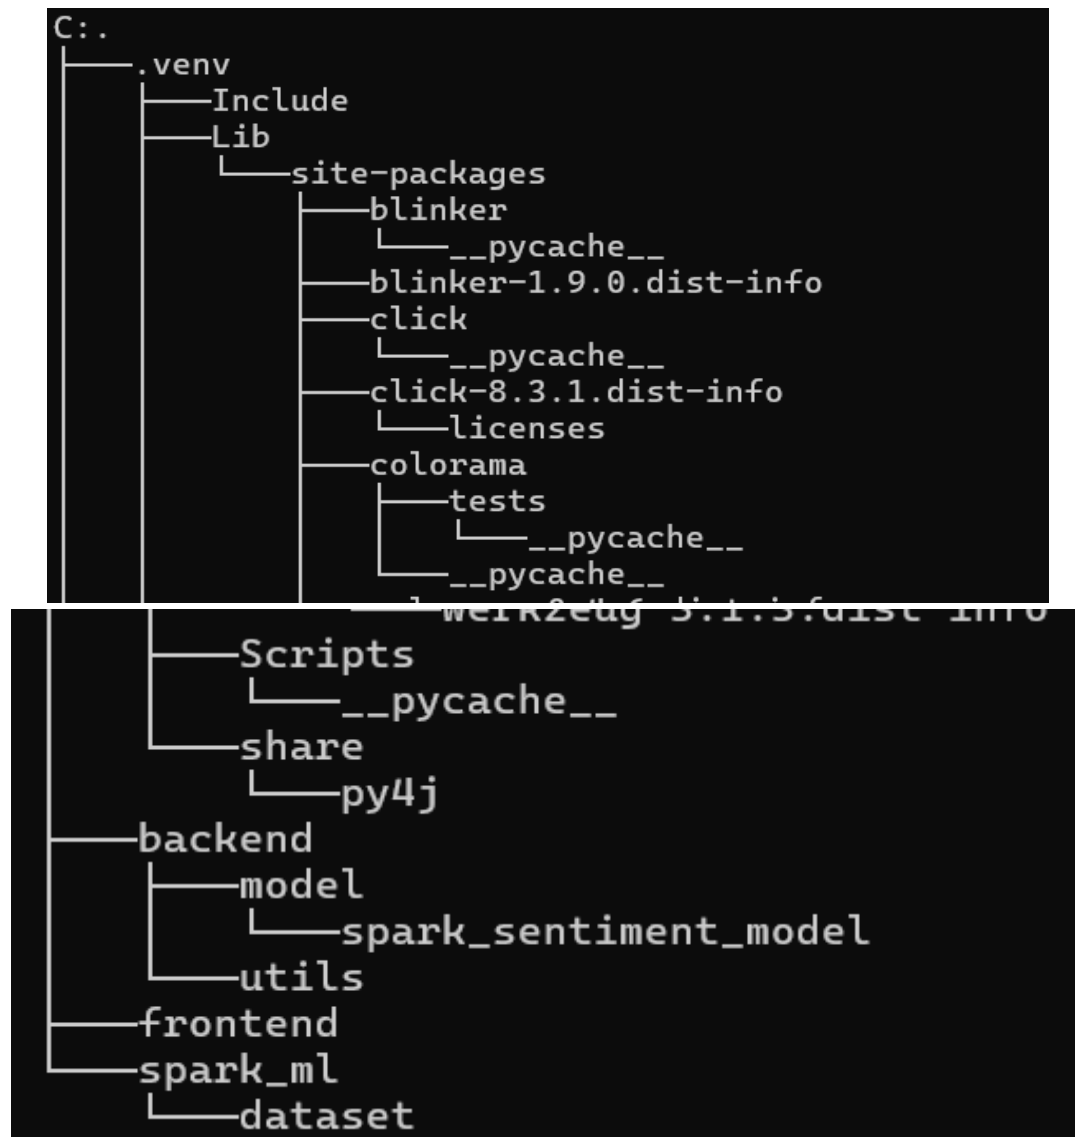 C:.
.venv
Include
Lib
site-packages
blinker
__pycache__
blinker-1.9.0.dist-info
click
__pycache__
click-8.3.1.dist-info
licenses
colorama
tests
__pycache__
__pycache__
Scripts
__pycache__
share
py4j
backend
model
spark_sentiment_model
utils
frontend
spark_ml
dataset